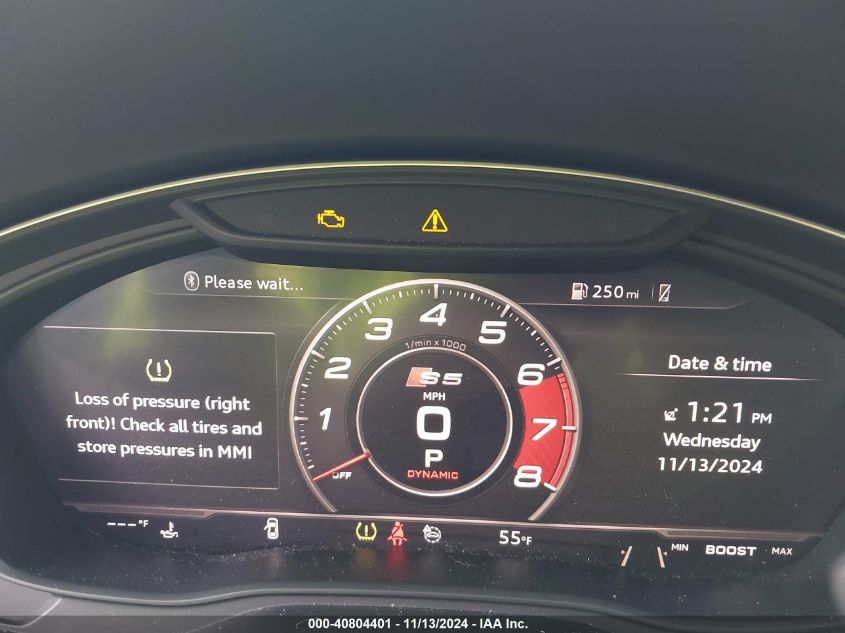 Please wait...
250 mi
Loss of pressure (right
front)! Check all tires and
store pressures in MMI
1 2 3 4 5 6 7 8
1/min x 1000
S5
MPH
0
P
DYNAMIC
OFF
Date & time
1:21 PM
Wednesday
11/13/2024
---°F
55°F
MIN BOOST MAX
000-40804401 - 11/13/2024 - IAA Inc.